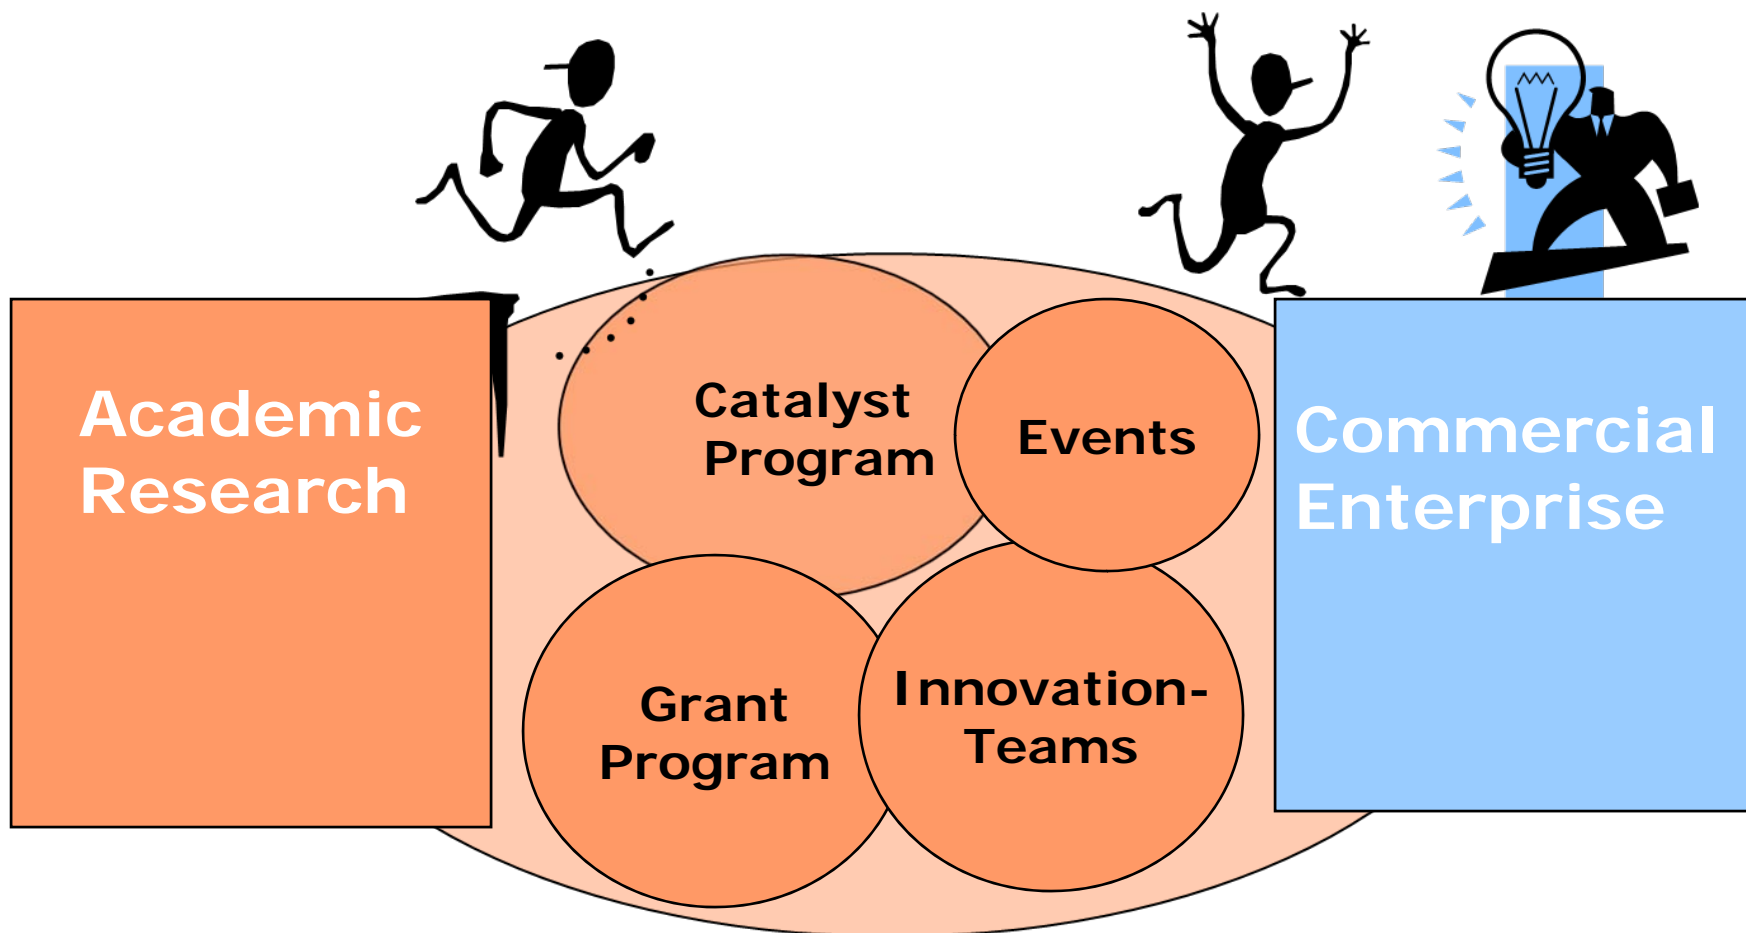 Academic
Research
Catalyst
Program
Events
Grant
Program
Innovation-
Teams
Commercial
Enterprise